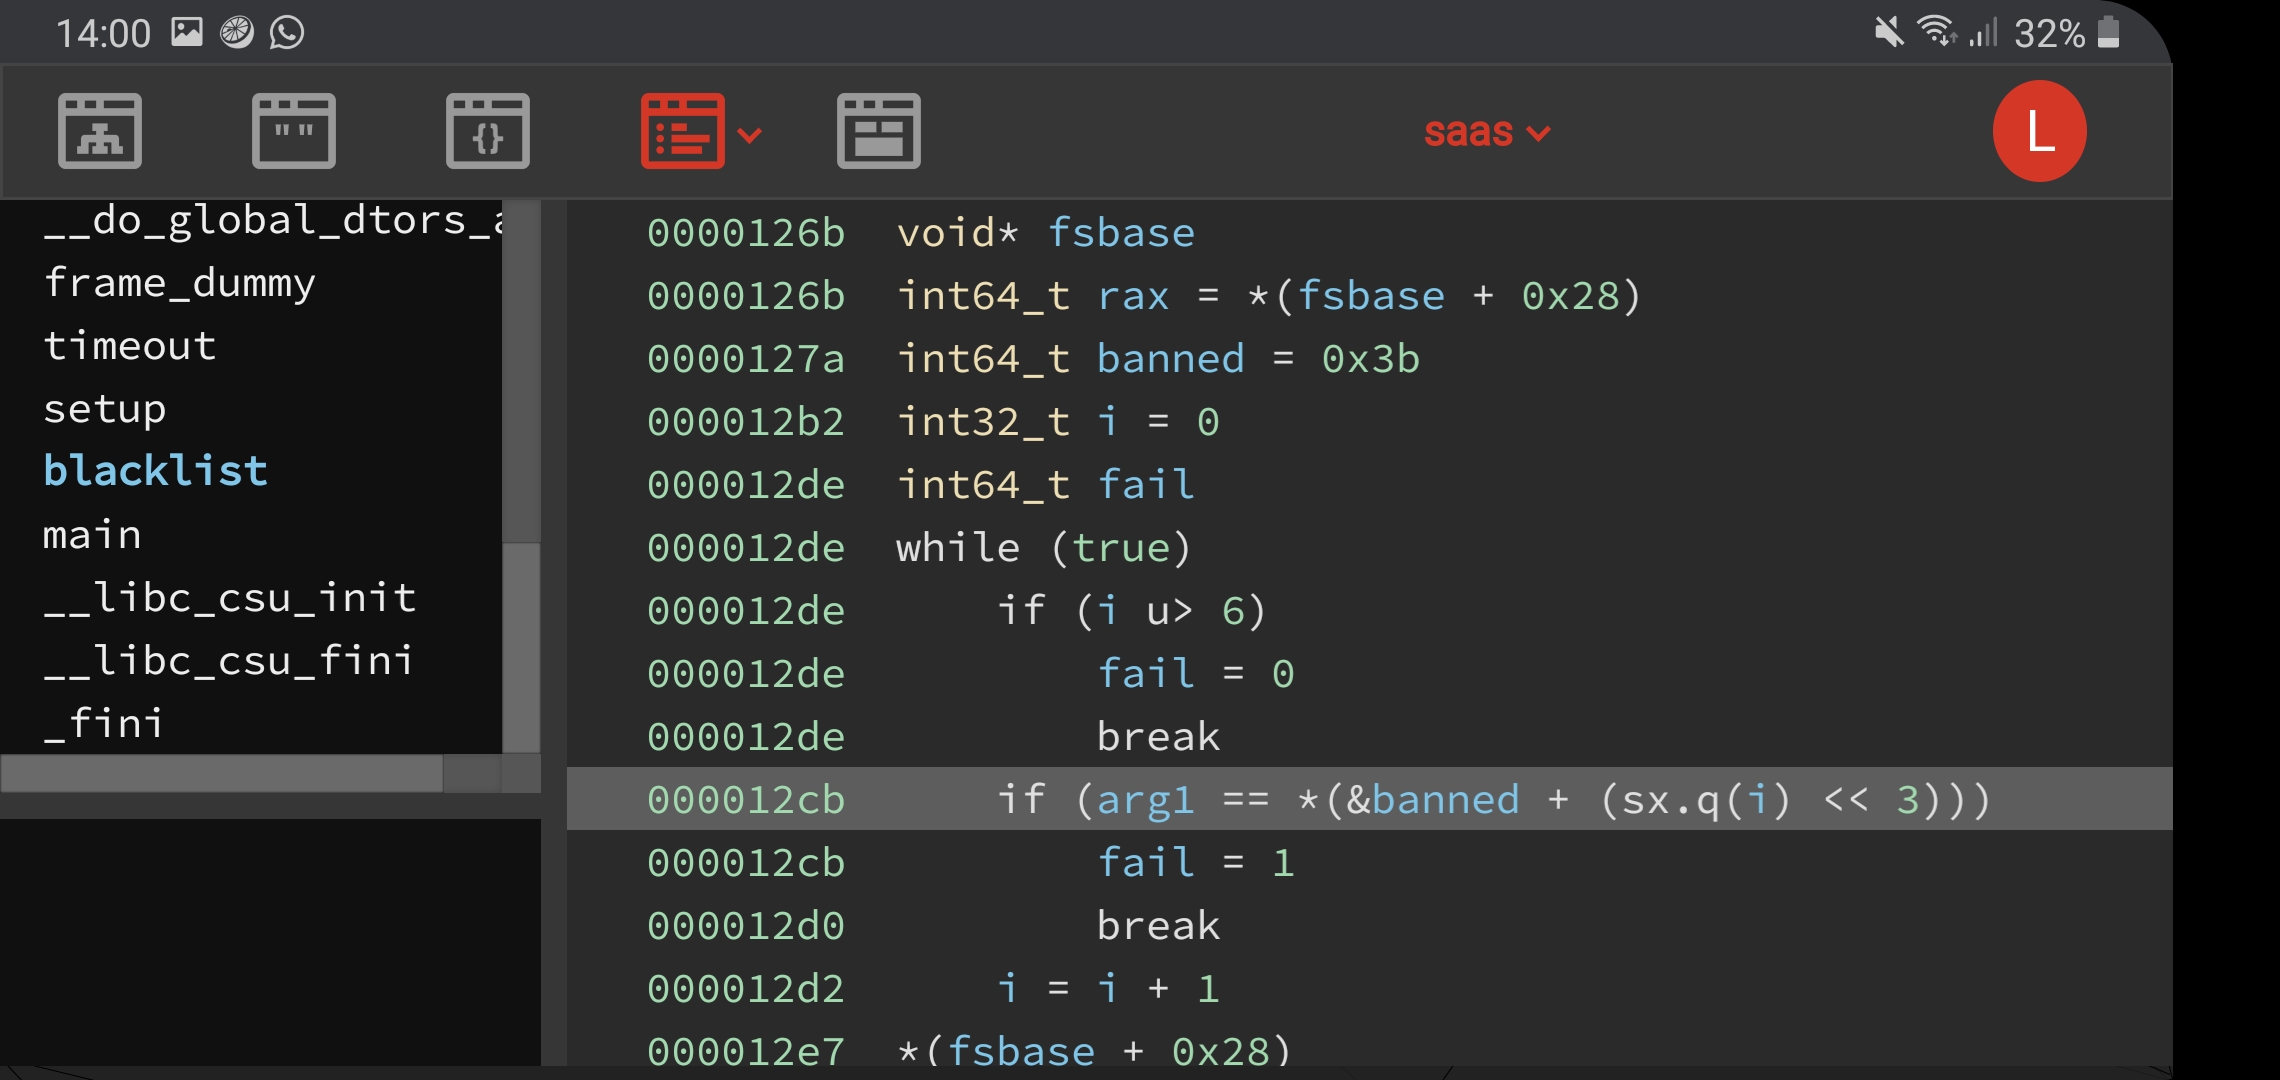 14:00 32%
"" {} saas L
__do_global_dtors_a
frame_dummy
timeout
setup
blacklist
main
__libc_csu_init
__libc_csu_fini
_fini
0000126b void* fsbase
0000126b int64_t rax = *(fsbase + 0x28)
0000127a int64_t banned = 0x3b
000012b2 int32_t i = 0
000012de int64_t fail
000012de while (true)
000012de if (i u> 6)
000012de fail = 0
000012de break
000012cb if (arg1 == *(&banned + (sx.q(i) << 3)))
000012cb fail = 1
000012d0 break
000012d2 i = i + 1
000012e7 *(fsbase + 0x28)